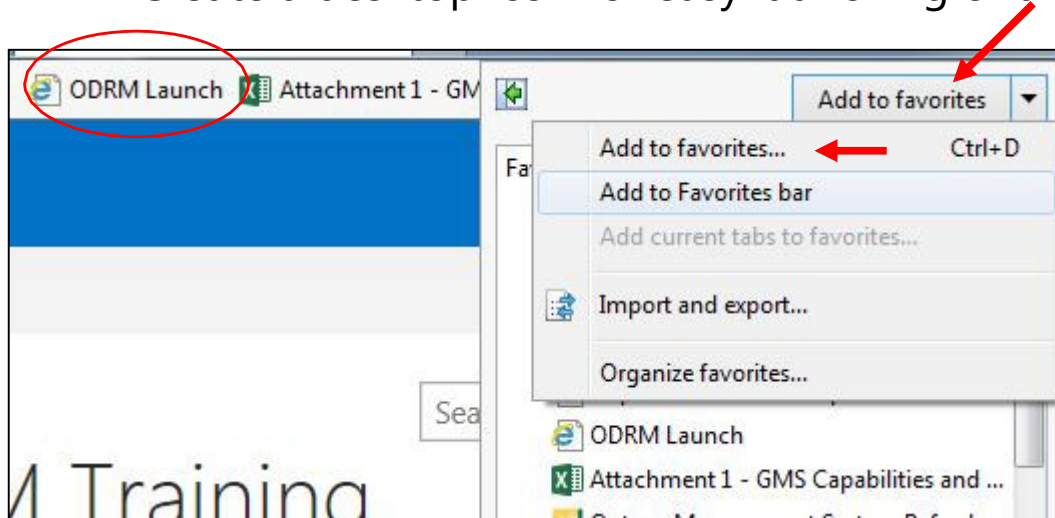 ODRM Launch Attachment 1 - GM
Add to favorites
Fa
Add to favorites... Ctrl+D
Add to Favorites bar
Add current tabs to favorites...
Import and export...
Organize favorites...
Sea
ODRM Launch
Attachment 1 - GMS Capabilities and ...
M Training